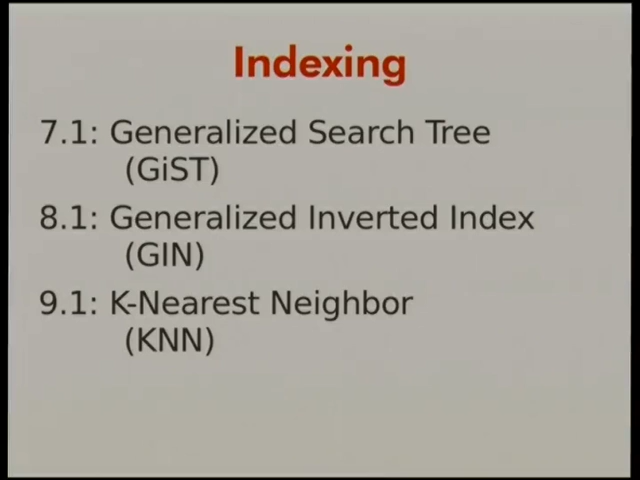 Indexing
7.1: Generalized Search Tree
(GiST)
8.1: Generalized Inverted Index
(GIN)
9.1: K-Nearest Neighbor
(KNN)